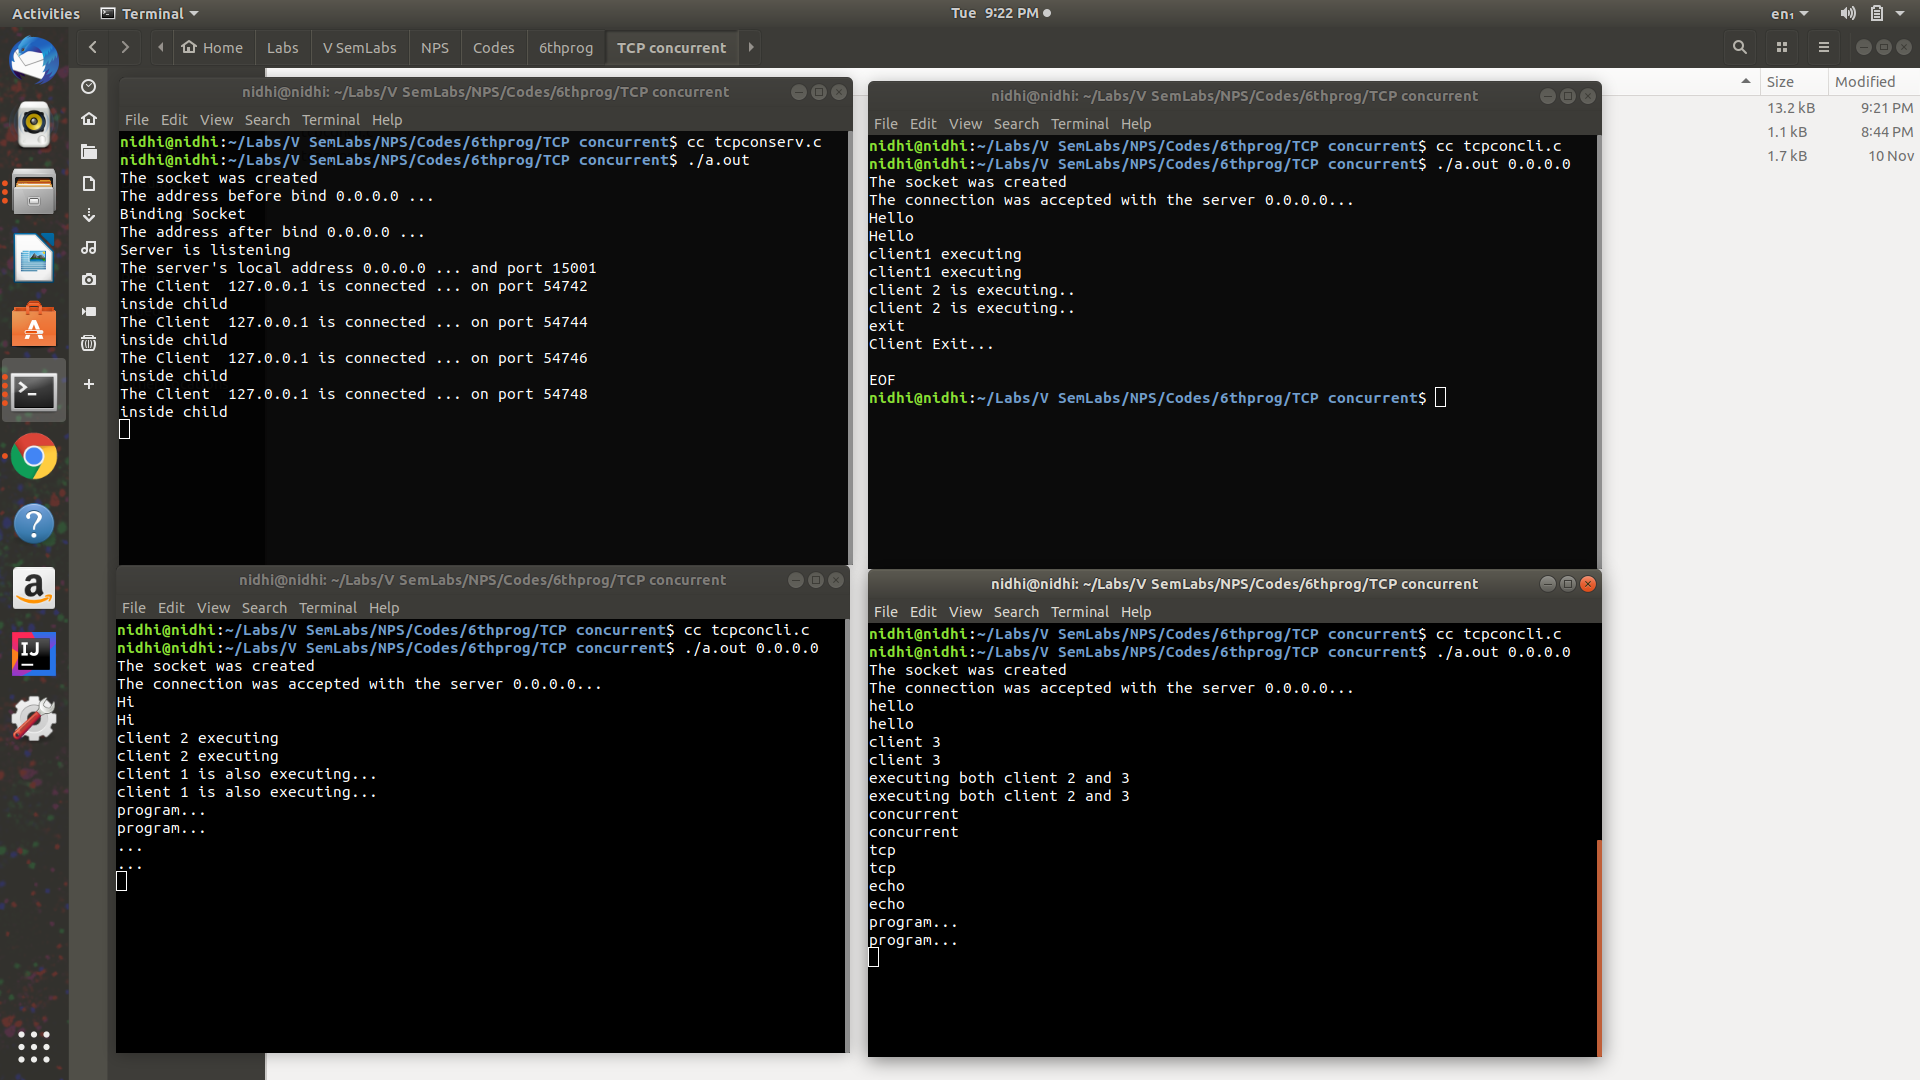 Activities Terminal Tue 9:22 PM en₁
Home Labs V SemLabs NPS Codes 6thprog TCP concurrent
Size Modified
13.2 kB 9:21 PM
1.1 kB 8:44 PM
1.7 kB 10 Nov
nidhi@nidhi: ~/Labs/V SemLabs/NPS/Codes/6thprog/TCP concurrent
File Edit View Search Terminal Help
nidhi@nidhi:~/Labs/V SemLabs/NPS/Codes/6thprog/TCP concurrent$ cc tcpconserv.c
nidhi@nidhi:~/Labs/V SemLabs/NPS/Codes/6thprog/TCP concurrent$ ./a.out
The socket was created
The address before bind 0.0.0.0 ...
Binding Socket
The address after bind 0.0.0.0 ...
Server is listening
The server's local address 0.0.0.0 ... and port 15001
The Client  127.0.0.1 is connected ... on port 54742
inside child
The Client  127.0.0.1 is connected ... on port 54744
inside child
The Client  127.0.0.1 is connected ... on port 54746
inside child
The Client  127.0.0.1 is connected ... on port 54748
inside child
nidhi@nidhi: ~/Labs/V SemLabs/NPS/Codes/6thprog/TCP concurrent
File Edit View Search Terminal Help
nidhi@nidhi:~/Labs/V SemLabs/NPS/Codes/6thprog/TCP concurrent$ cc tcpconcli.c
nidhi@nidhi:~/Labs/V SemLabs/NPS/Codes/6thprog/TCP concurrent$ ./a.out 0.0.0.0
The socket was created
The connection was accepted with the server 0.0.0.0...
Hello
Hello
client1 executing
client1 executing
client 2 is executing..
client 2 is executing..
exit
Client Exit...
EOF
nidhi@nidhi:~/Labs/V SemLabs/NPS/Codes/6thprog/TCP concurrent$
nidhi@nidhi: ~/Labs/V SemLabs/NPS/Codes/6thprog/TCP concurrent
File Edit View Search Terminal Help
nidhi@nidhi:~/Labs/V SemLabs/NPS/Codes/6thprog/TCP concurrent$ cc tcpconcli.c
nidhi@nidhi:~/Labs/V SemLabs/NPS/Codes/6thprog/TCP concurrent$ ./a.out 0.0.0.0
The socket was created
The connection was accepted with the server 0.0.0.0...
Hi
Hi
client 2 executing
client 2 executing
client 1 is also executing...
client 1 is also executing...
program...
program...
...
...
nidhi@nidhi: ~/Labs/V SemLabs/NPS/Codes/6thprog/TCP concurrent
File Edit View Search Terminal Help
nidhi@nidhi:~/Labs/V SemLabs/NPS/Codes/6thprog/TCP concurrent$ cc tcpconcli.c
nidhi@nidhi:~/Labs/V SemLabs/NPS/Codes/6thprog/TCP concurrent$ ./a.out 0.0.0.0
The socket was created
The connection was accepted with the server 0.0.0.0...
hello
hello
client 3
client 3
executing both client 2 and 3
executing both client 2 and 3
concurrent
concurrent
tcp
tcp
echo
echo
program...
program...
A
a
IJ